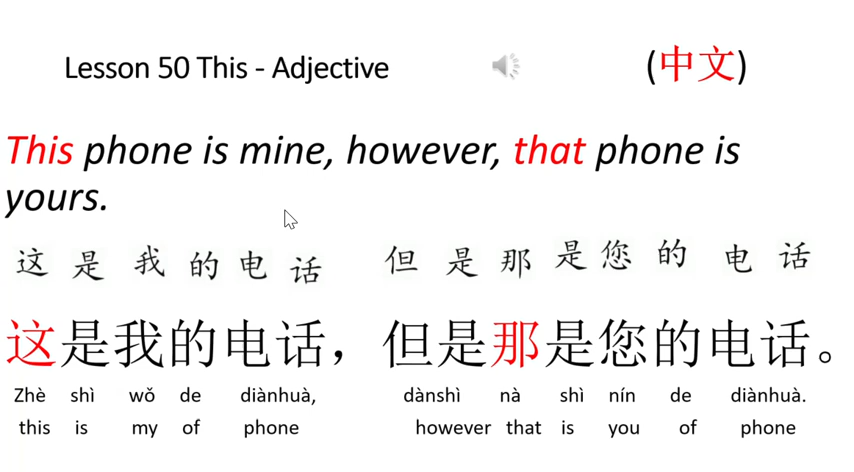 Lesson 50 This - Adjective (中文)
This phone is mine, however, that phone is
yours.
这是我的电话 但是那是您的电话
这是我的电话，但是那是您的电话。
Zhè shì wǒ de diànhuà, dànshì nà shì nín de diànhuà.
this is my of phone however that is you of phone